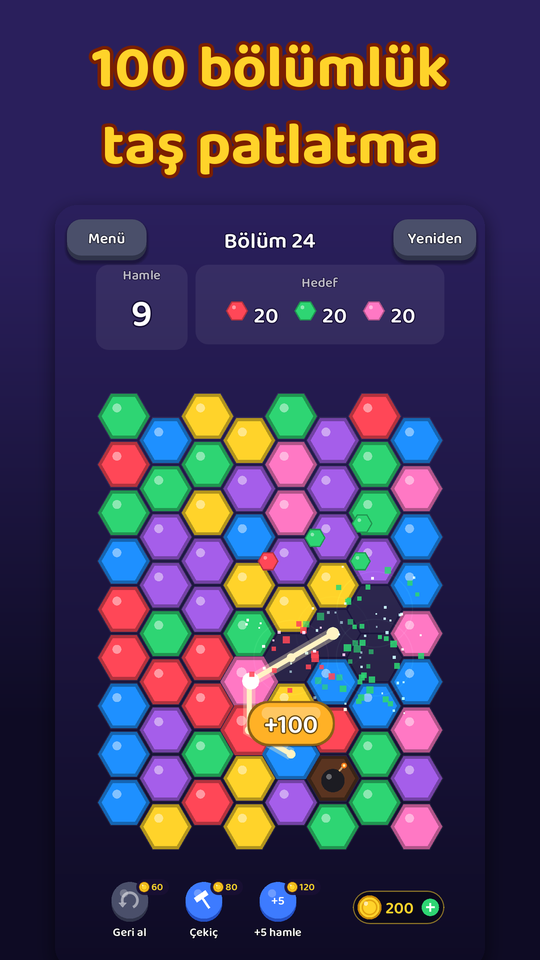 100 bölümlük
taş patlatma
Menü
Bölüm 24
Yeniden
Hamle
9
Hedef
20
20
20
+100
60
80
+5
120
200 +
Geri al
Çekiç
+5 hamle